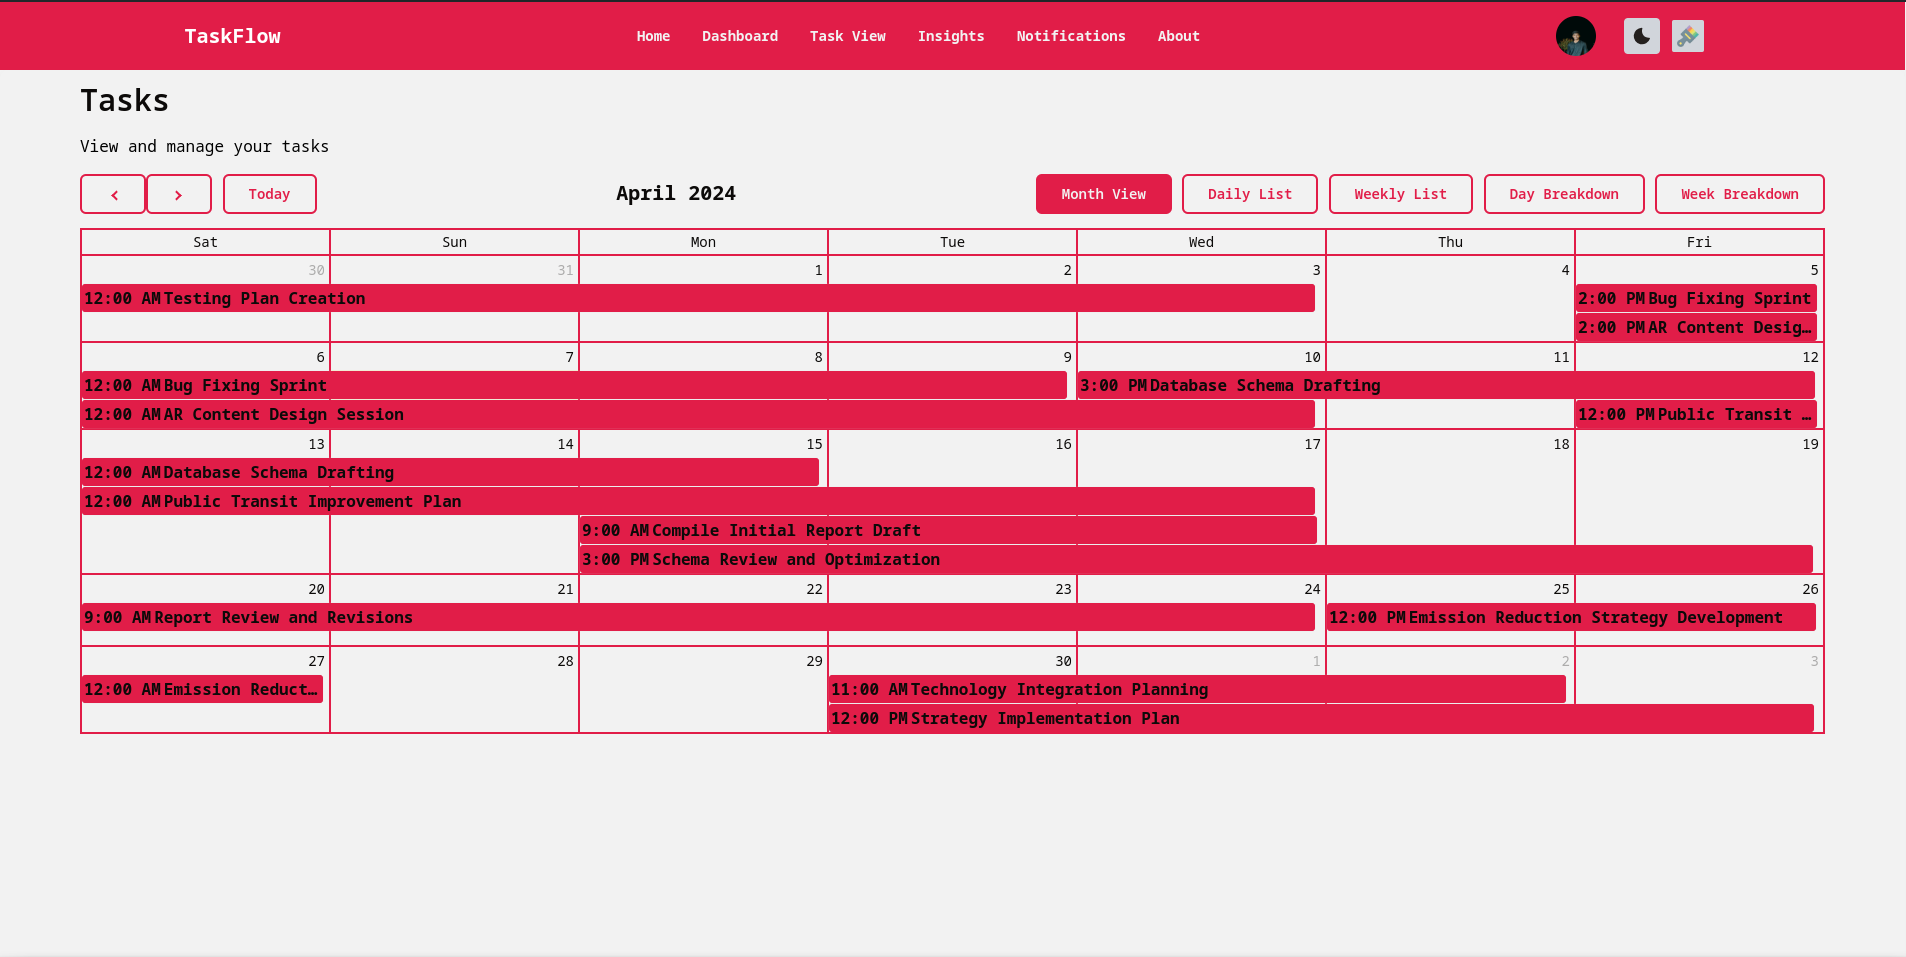 TaskFlow
Home Dashboard Task View Insights Notifications About
Tasks
View and manage your tasks
Today
April 2024
Month View Daily List Weekly List Day Breakdown Week Breakdown
Sat Sun Mon Tue Wed Thu Fri
30 31 1 2 3 4 5
12:00 AM Testing Plan Creation
2:00 PM Bug Fixing Sprint
2:00 PM AR Content Desig…
6 7 8 9 10 11 12
12:00 AM Bug Fixing Sprint
3:00 PM Database Schema Drafting
12:00 AM AR Content Design Session
12:00 PM Public Transit …
13 14 15 16 17 18 19
12:00 AM Database Schema Drafting
12:00 AM Public Transit Improvement Plan
9:00 AM Compile Initial Report Draft
3:00 PM Schema Review and Optimization
20 21 22 23 24 25 26
9:00 AM Report Review and Revisions
12:00 PM Emission Reduction Strategy Development
27 28 29 30 1 2 3
12:00 AM Emission Reduct…
11:00 AM Technology Integration Planning
12:00 PM Strategy Implementation Plan